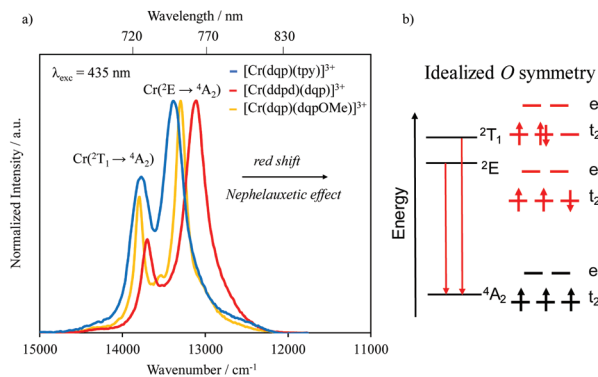 a)
Wavelength / nm
720 770 830
λexc = 435 nm
[Cr(dqp)(tpy)]³⁺
[Cr(ddpd)(dqp)]³⁺
[Cr(dqp)(dqpOMe)]³⁺
Cr(²E → ⁴A₂)
Cr(²T₁ → ⁴A₂)
red shift
Nephelauxetic effect
Normalized Intensity / a.u.
15000 14000 13000 12000 11000
Wavenumber / cm⁻¹
b)
Idealized O symmetry
Energy
e
²T₁ t₂
²E e
t₂
e
⁴A₂ t₂